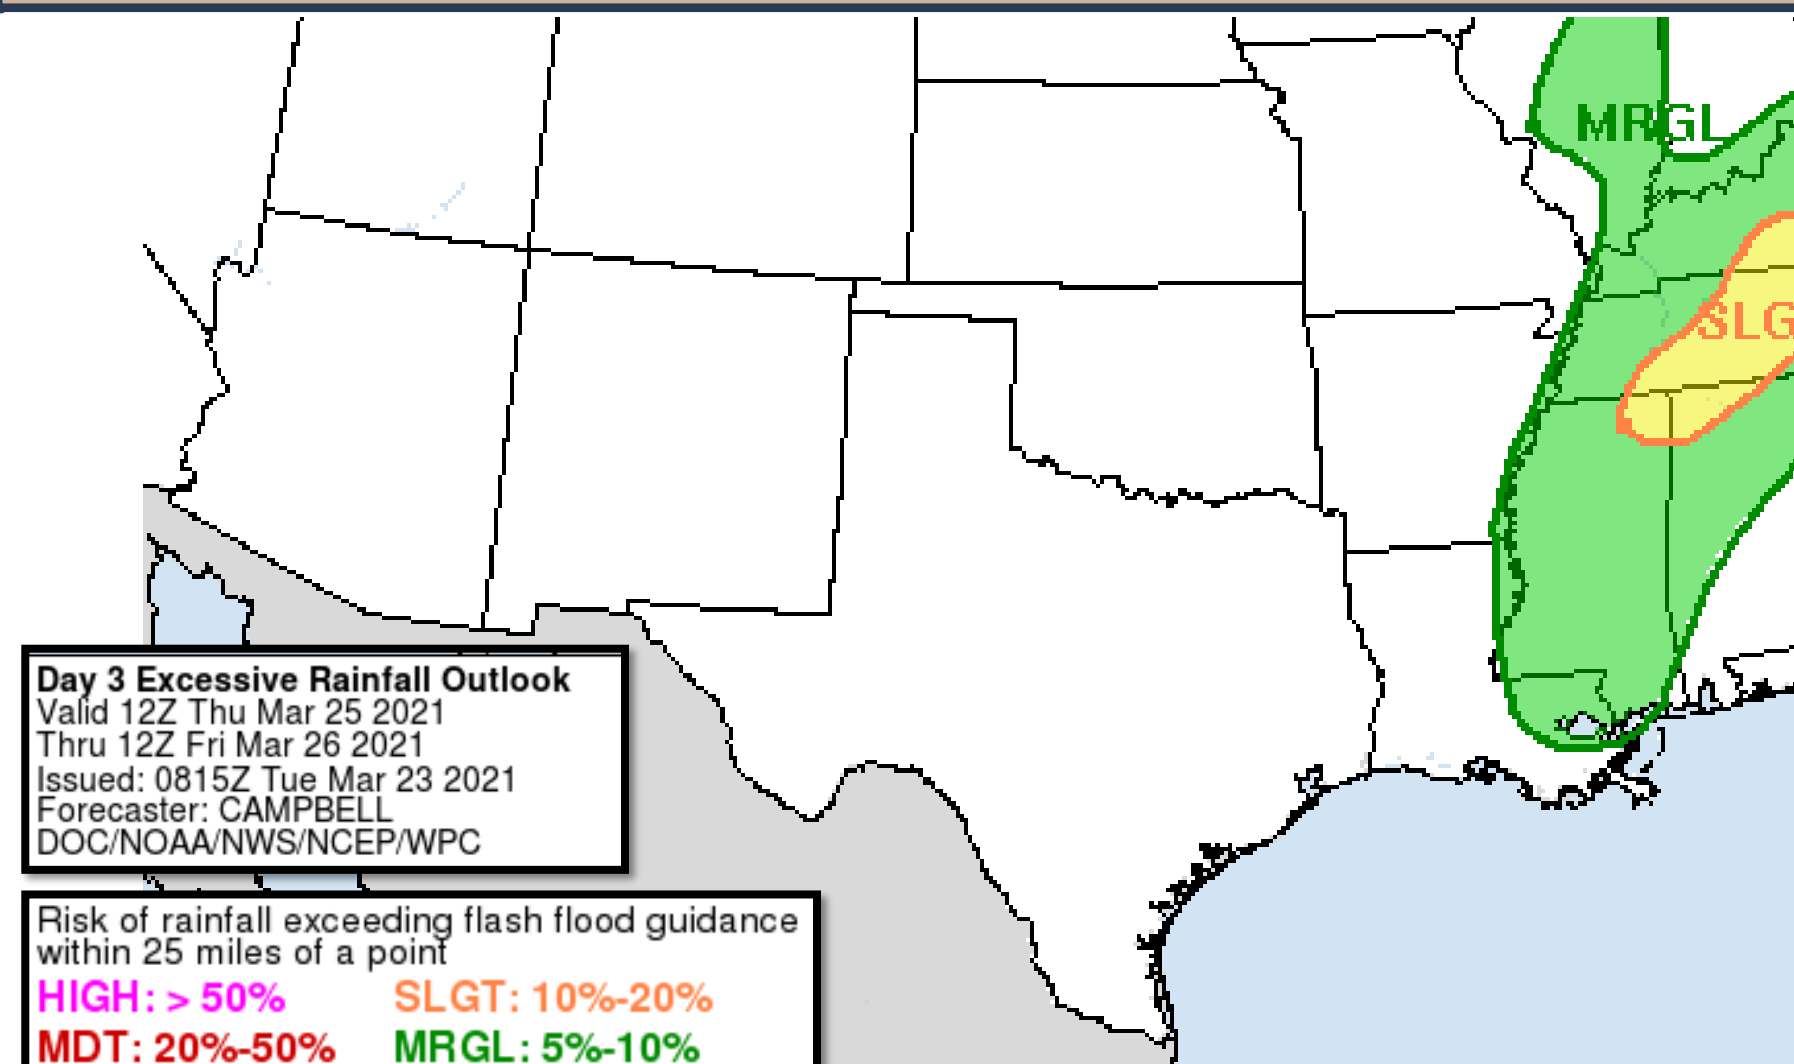 MRGL
SLG
Day 3 Excessive Rainfall Outlook
Valid 12Z Thu Mar 25 2021
Thru 12Z Fri Mar 26 2021
Issued: 0815Z Tue Mar 23 2021
Forecaster: CAMPBELL
DOC/NOAA/NWS/NCEP/WPC
Risk of rainfall exceeding flash flood guidance
within 25 miles of a point
HIGH: > 50% SLGT: 10%-20%
MDT: 20%-50% MRGL: 5%-10%